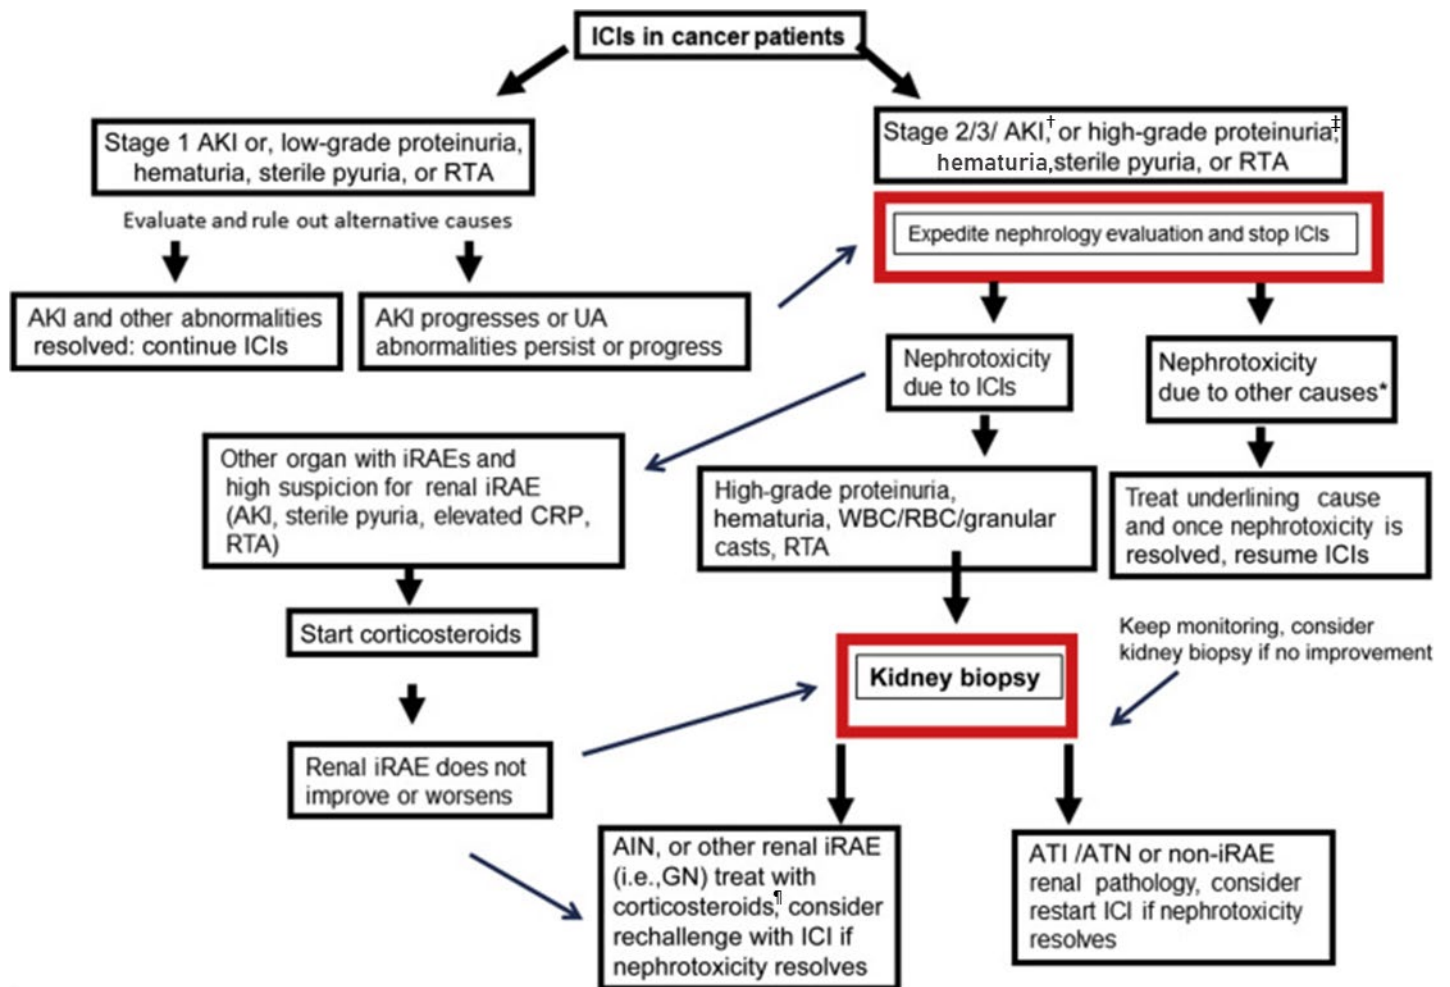 ICIs in cancer patients
Stage 1 AKI or, low-grade proteinuria,
hematuria, sterile pyuria, or RTA
Stage 2/3/ AKI,† or high-grade proteinuria,‡
hematuria,sterile pyuria, or RTA
Evaluate and rule out alternative causes
Expedite nephrology evaluation and stop ICIs
AKI and other abnormalities
resolved: continue ICIs
AKI progresses or UA
abnormalities persist or progress
Nephrotoxicity
due to ICIs
Nephrotoxicity
due to other causes*
Other organ with iRAEs and
high suspicion for renal iRAE
(AKI, sterile pyuria, elevated CRP,
RTA)
High-grade proteinuria,
hematuria, WBC/RBC/granular
casts, RTA
Treat underlining cause
and once nephrotoxicity is
resolved, resume ICIs
Start corticosteroids
Keep monitoring, consider
kidney biopsy if no improvement
Kidney biopsy
Renal iRAE does not
improve or worsens
AIN, or other renal iRAE
(i.e.,GN) treat with
corticosteroids,¶ consider
rechallenge with ICI if
nephrotoxicity resolves
ATI /ATN or non-iRAE
renal pathology, consider
restart ICI if nephrotoxicity
resolves